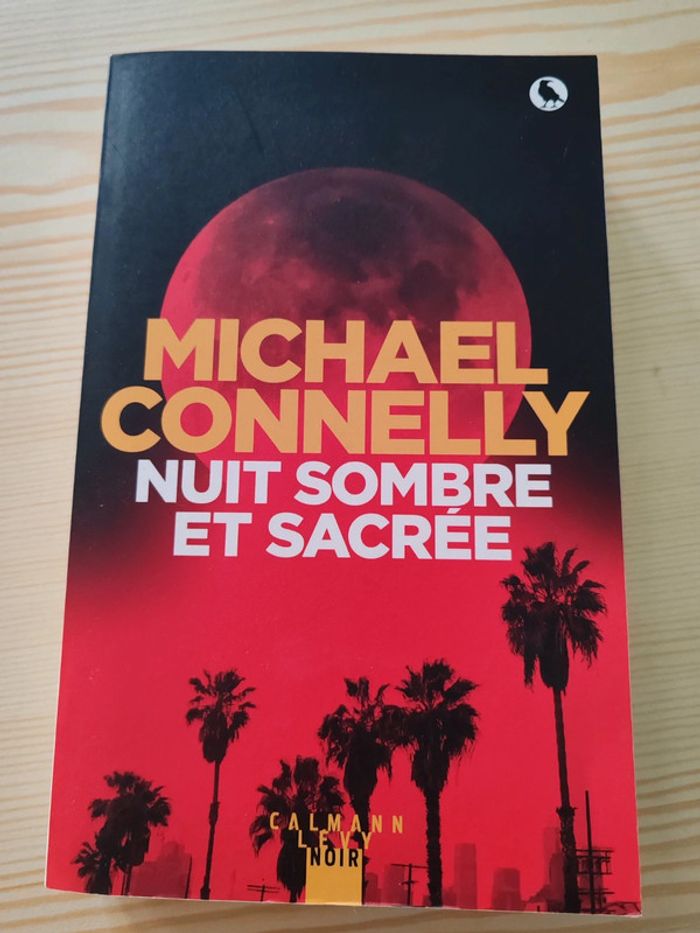 MICHAEL
CONNELLY
NUIT SOMBRE
ET SACRÉE
CALMANN
LEVY
NOIR